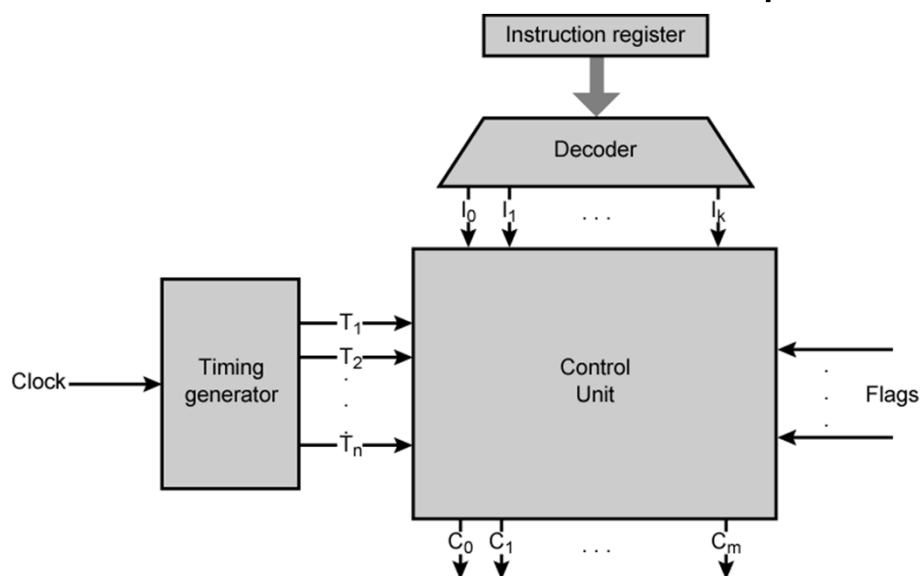 Instruction register
Decoder
I0 I1 . . . Ik
T1
T2
.
.
.
Tn
Clock
Timing
generator
Control
Unit
.
.
.
Flags
C0 C1 . . . Cm